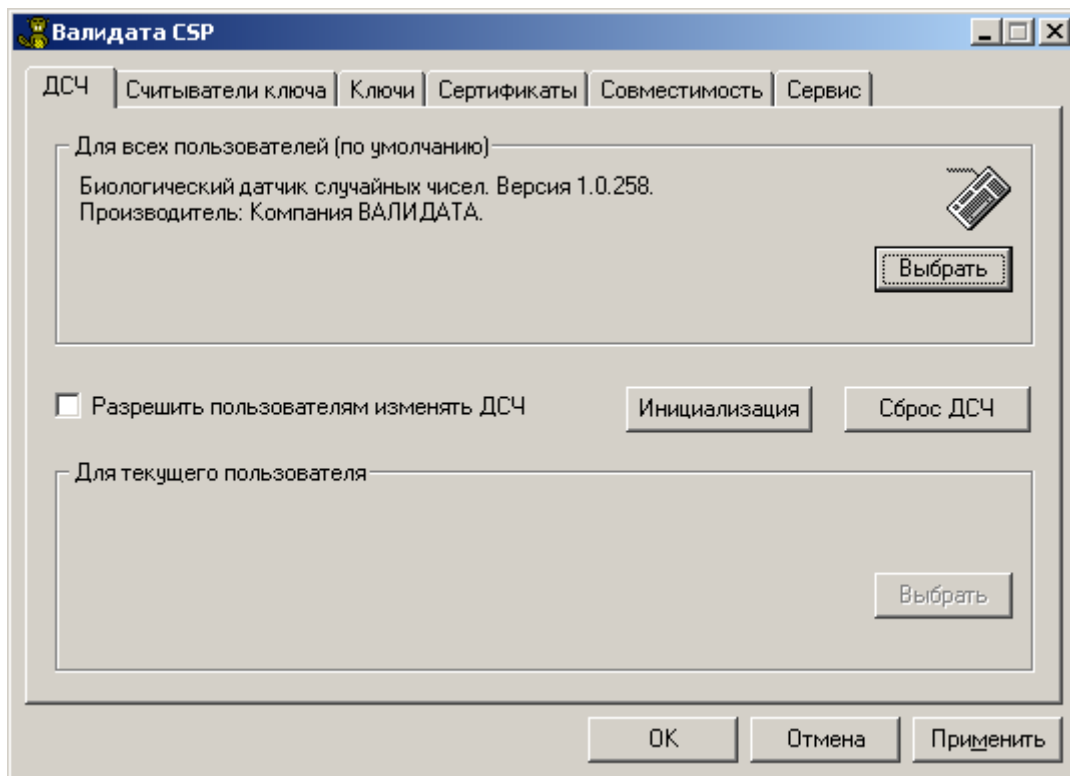 Валидата CSP
ДСЧ Считыватели ключа Ключи Сертификаты Совместимость Сервис
Для всех пользователей (по умолчанию)
Биологический датчик случайных чисел. Версия 1.0.258.
Производитель: Компания ВАЛИДАТА.
Выбрать
Разрешить пользователям изменять ДСЧ Инициализация Сброс ДСЧ
Для текущего пользователя
Выбрать
OK Отмена Применить